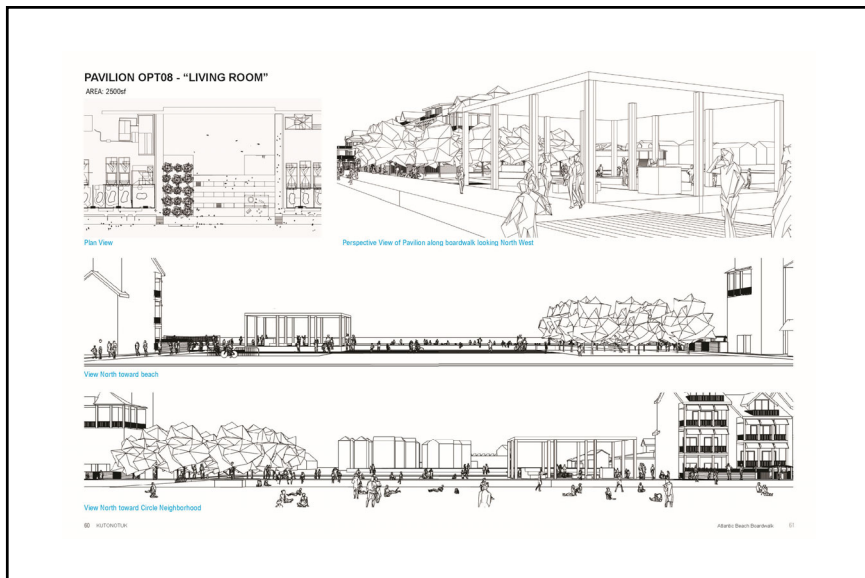 PAVILION OPT08 - “LIVING ROOM”
AREA: 2500sf
Plan View
Perspective View of Pavilion along boardwalk looking North West
View North toward beach
View North toward Circle Neighborhood
60 KUTONOTUK
Atlantic Beach Boardwalk 61